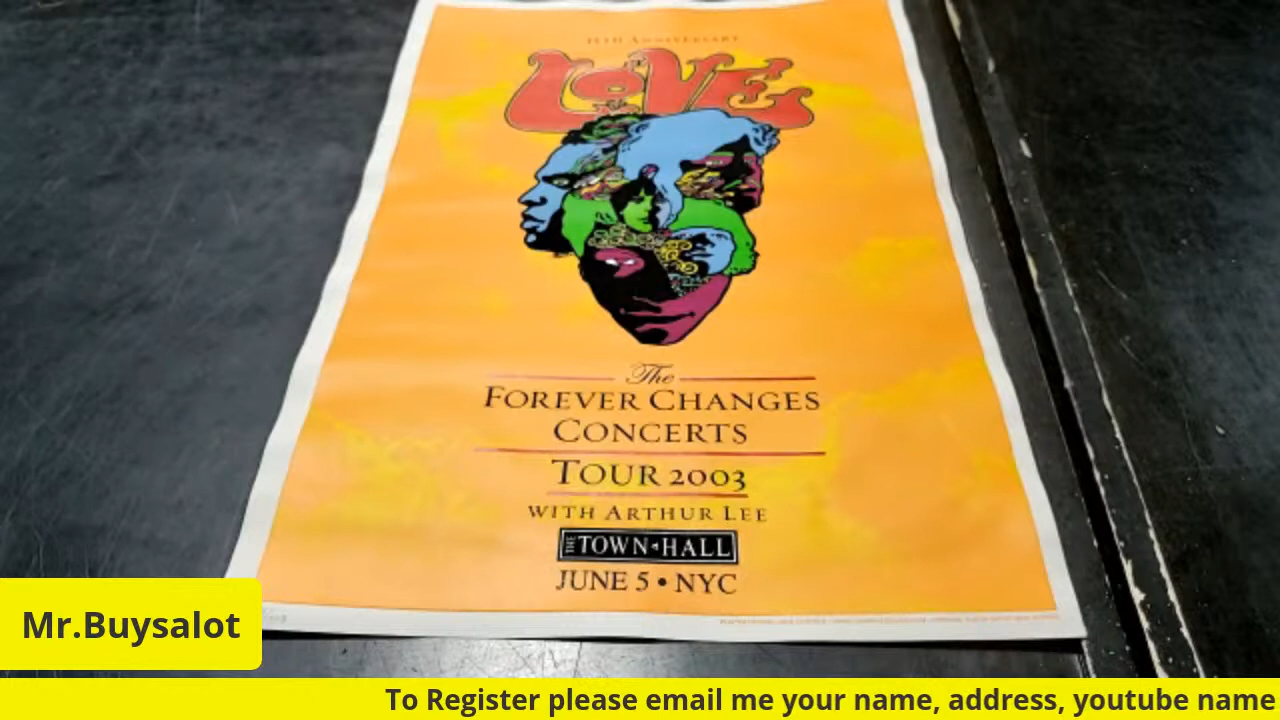 LOVE
The
FOREVER CHANGES
CONCERTS
TOUR 2003
WITH ARTHUR LEE
THE TOWN HALL
JUNE 5 • NYC
Mr.Buysalot
To Register please email me your name, address, youtube name